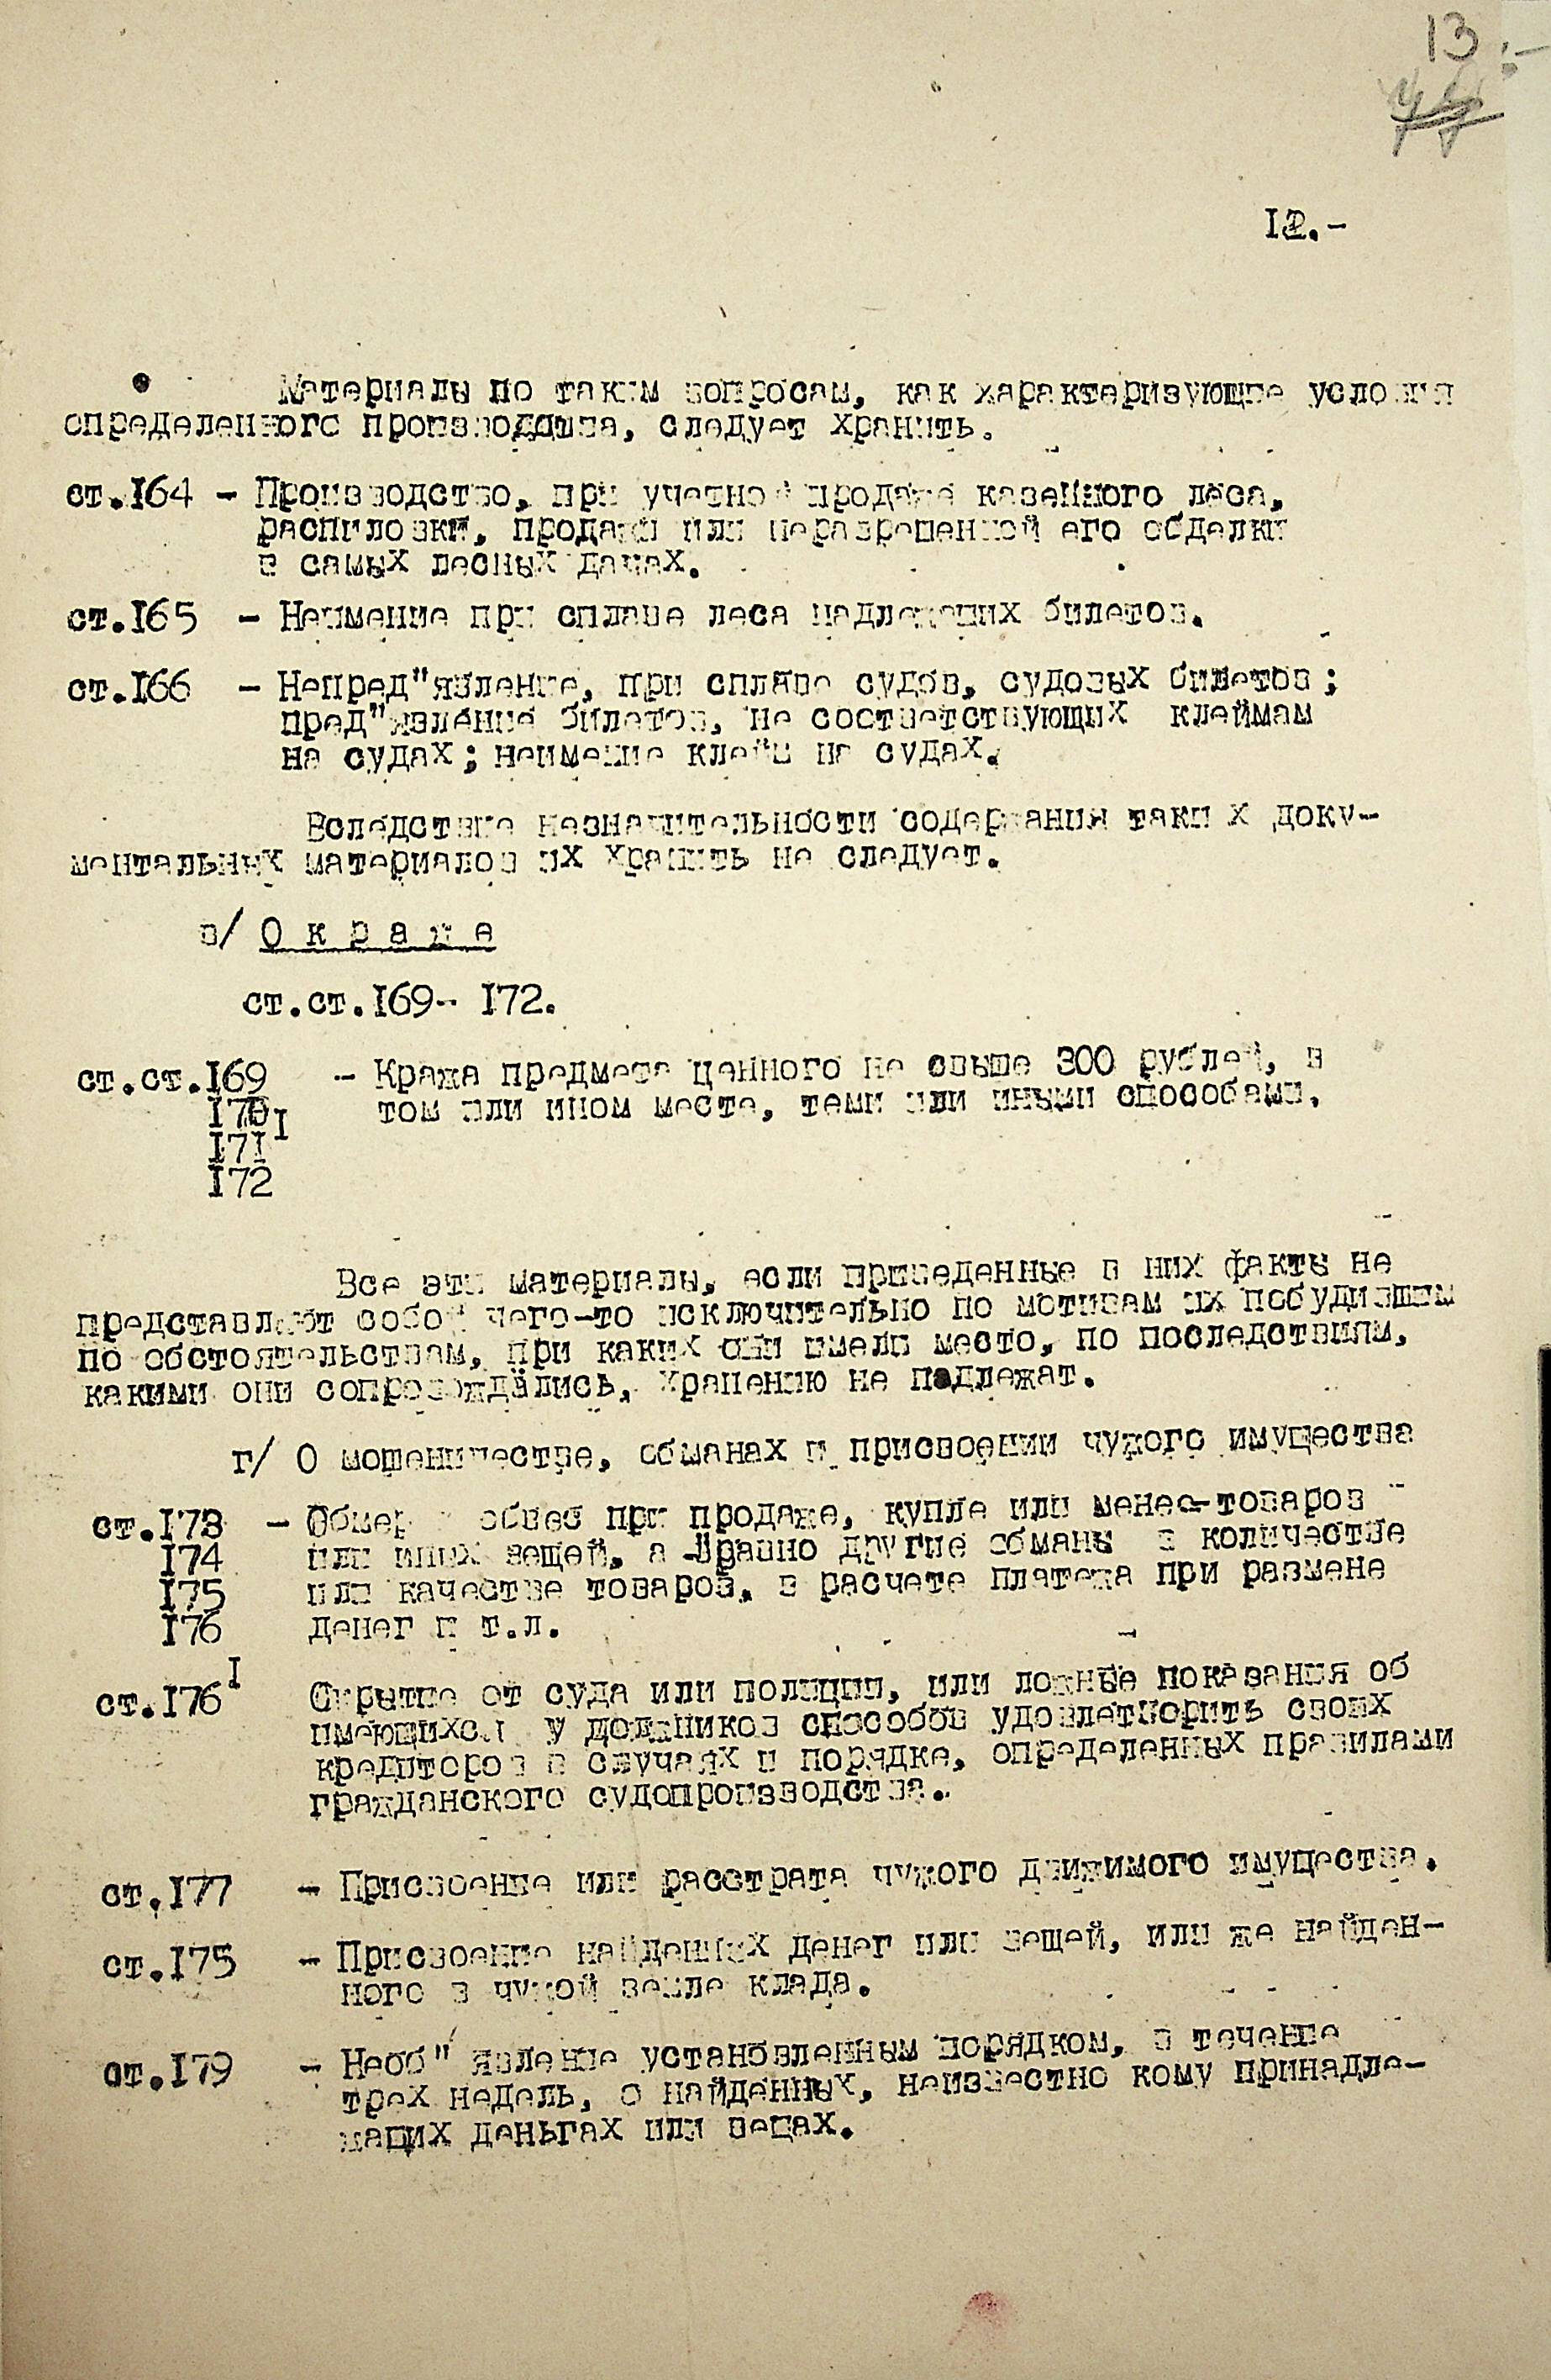 13
12.-
Материалы по таким вопросам, как характеризующие условия
определенного производства, следует хранить.
ст.164 - Производство, при учетной продаже казенного леса,
распиловки, продажи или неразрешенной его обделки
в самых лесных дачах.
ст.165 - Неимение при сплаве леса надлежащих билетов.
ст.166 - Непред"явление, при сплаве судов, судовых билетов;
пред"явление билетов, не соответствующих клеймам
на судах; неимение клейм на судах.
Вследствие незначительности содержания таки х доку-
ментальных материалов их хранить не следует.
в/ О к р а ж е
ст.ст.169- 172.
ст.ст.169 - Кража предмета ценного не свыше 300 рублей, в
170 I том или ином месте, теми или иными способами.
171
172
Все эти материалы, если приведенные в них факты не
представляют собой чего-то исключительно по мотивам их побудившим
по обстоятельствам, при каких они имели место, по последствиям,
какими они сопровождались, хранению не подлежат.
г/ О мошенничестве, обманах и присвоении чужого имущества
ст.173 - Обмер и обвес при продаже, купле или мене-товаров
174 или иных вещей, а равно другие обманы в количестве
175 или качестве товаров, в расчете платежа при размене
176 денег и т.п.
ст.176 I Скрытие от суда или полиции, или ложные показания об
имеющихся у должников способов удовлетворить своих
кредиторов в случаях и порядке, определенных правилами
гражданского судопроизводства.
ст.177 - Присвоение или расстрата чужого движимого имущества.
ст.175 - Присвоение найденных денег или вещей, или же найден-
ного в чужой земле клада.
ст.179 - Необ"явление установленным порядком, в течение
трех недель, о найденных, неизвестно кому принадле-
жащих деньгах или вещах.